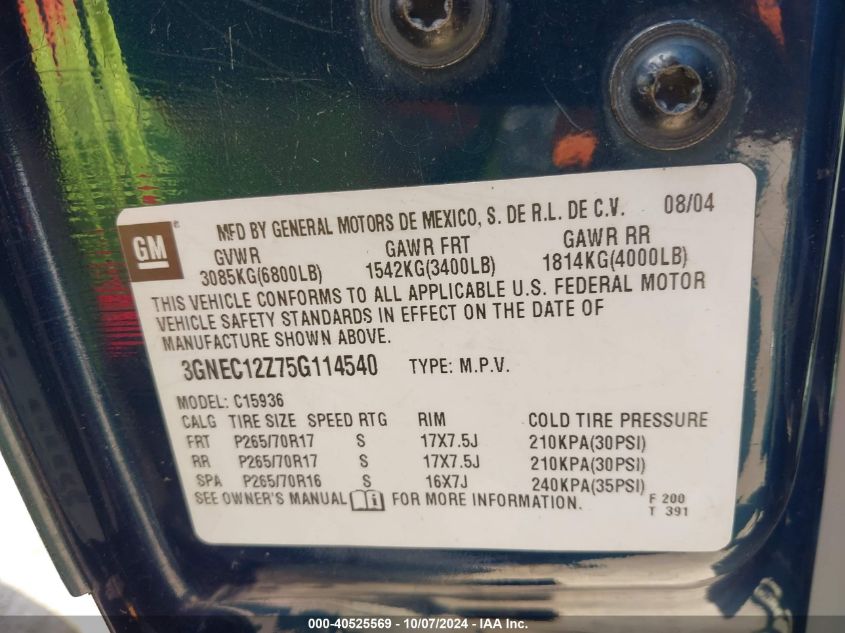 MFD BY GENERAL MOTORS DE MEXICO, S. DE R.L. DE C.V. 08/04
GM ®
GVWR GAWR FRT GAWR RR
3085KG(6800LB) 1542KG(3400LB) 1814KG(4000LB)
THIS VEHICLE CONFORMS TO ALL APPLICABLE U.S. FEDERAL MOTOR
VEHICLE SAFETY STANDARDS IN EFFECT ON THE DATE OF
MANUFACTURE SHOWN ABOVE.
3GNEC12Z75G114540 TYPE: M.P.V.
MODEL: C15936
CALG TIRE SIZE SPEED RTG RIM COLD TIRE PRESSURE
FRT P265/70R17 S 17X7.5J 210KPA(30PSI)
RR P265/70R17 S 17X7.5J 210KPA(30PSI)
SPA P265/70R16 S 16X7J 240KPA(35PSI)
SEE OWNER'S MANUAL i FOR MORE INFORMATION.
F 200
T 391
000-40525569 - 10/07/2024 - IAA Inc.